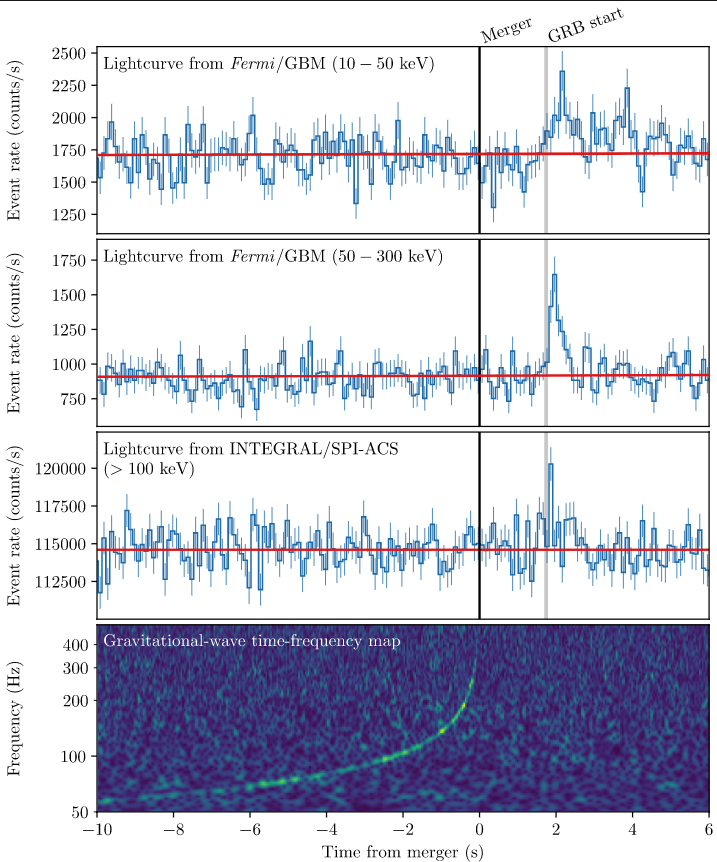 Merger
GRB start
Lightcurve from Fermi/GBM (10 − 50 keV)
Event rate (counts/s)
2500
2250
2000
1750
1500
1250
Lightcurve from Fermi/GBM (50 − 300 keV)
Event rate (counts/s)
1750
1500
1250
1000
750
Lightcurve from INTEGRAL/SPI-ACS
(> 100 keV)
Event rate (counts/s)
120000
117500
115000
112500
Gravitational-wave time-frequency map
Frequency (Hz)
400
300
200
100
50
−10 −8 −6 −4 −2 0 2 4 6
Time from merger (s)